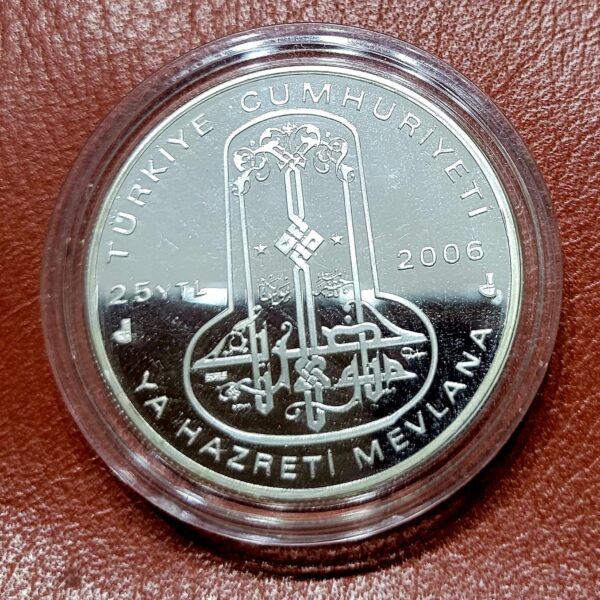 TÜRKİYE CUMHURİYETİ
25 YTL
2006
YA HAZRETİ MEVLANA